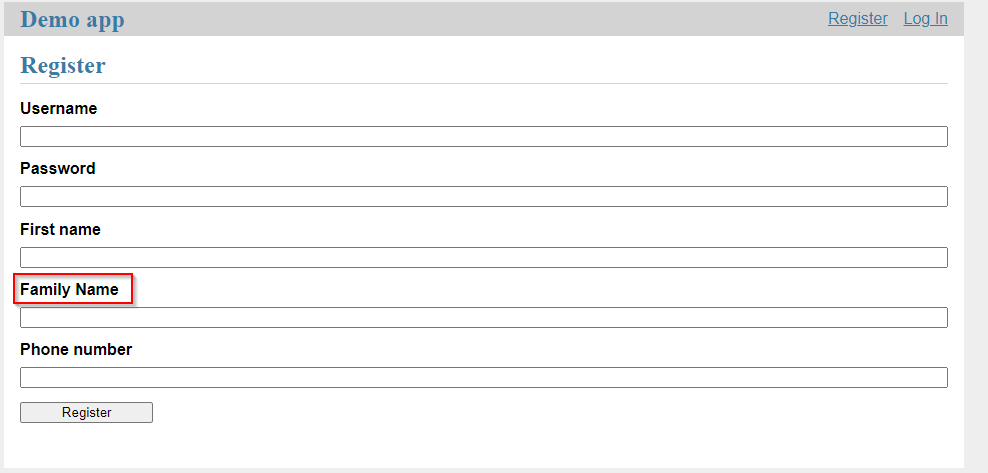 Demo app Register Log In
Register
Username
Password
First name
Family Name
Phone number
Register